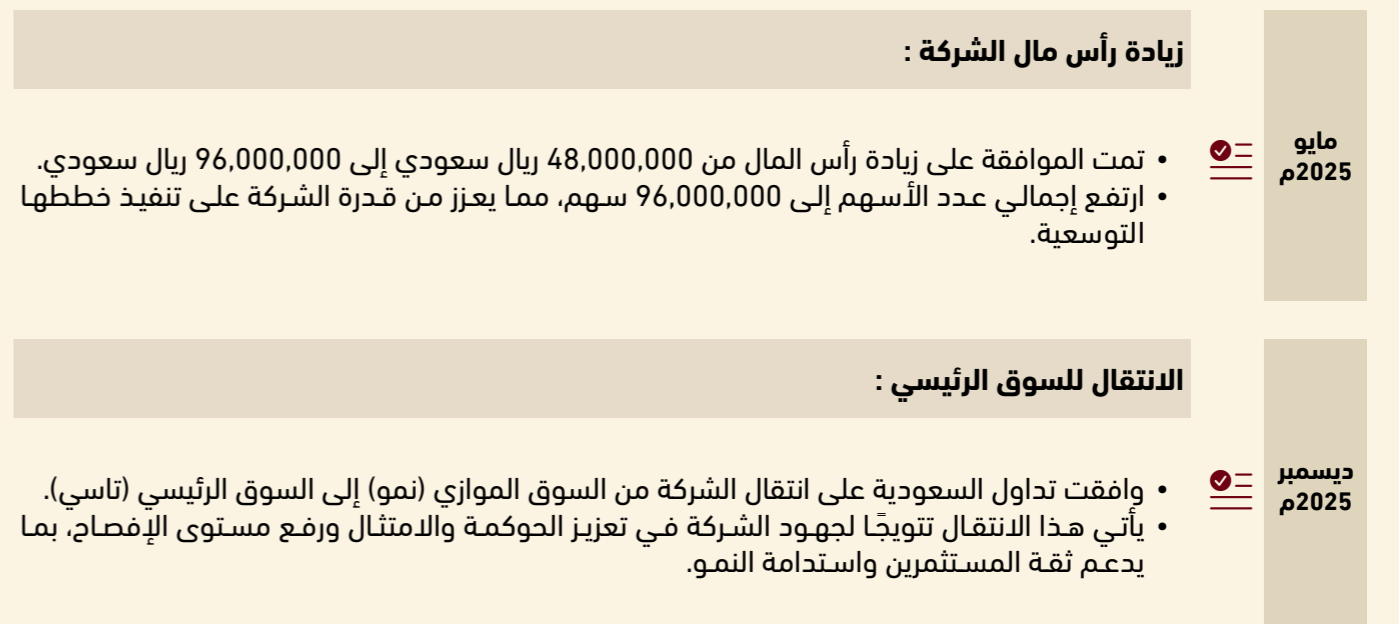 مايو
2025م
زيادة رأس مال الشركة :
• تمت الموافقة على زيادة رأس المال من 48,000,000 ريال سعودي إلى 96,000,000 ريال سعودي.
• ارتفع إجمالي عدد الأسهم إلى 96,000,000 سهم، مما يعزز من قدرة الشركة على تنفيذ خططها
التوسعية.
ديسمبر
2025م
الانتقال للسوق الرئيسي :
• وافقت تداول السعودية على انتقال الشركة من السوق الموازي (نمو) إلى السوق الرئيسي (تاسي).
• يأتي هذا الانتقال تتويجًا لجهود الشركة في تعزيز الحوكمة والامتثال ورفع مستوى الإفصاح، بما
يدعم ثقة المستثمرين واستدامة النمو.